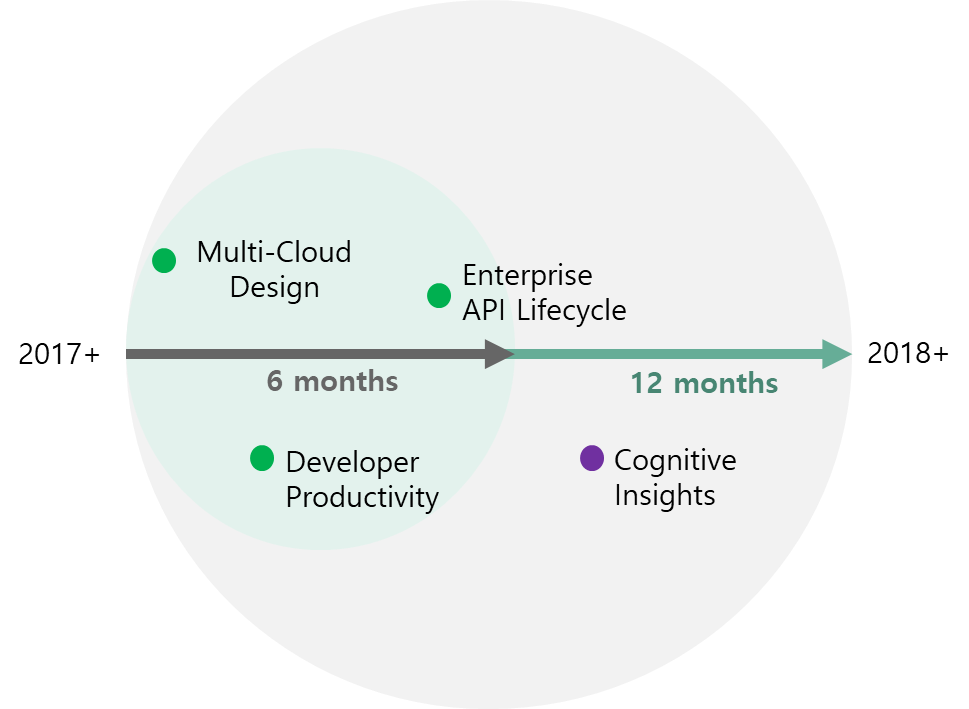 Multi-Cloud
Design
Enterprise
API Lifecycle
2017+
2018+
6 months
12 months
Developer
Productivity
Cognitive
Insights